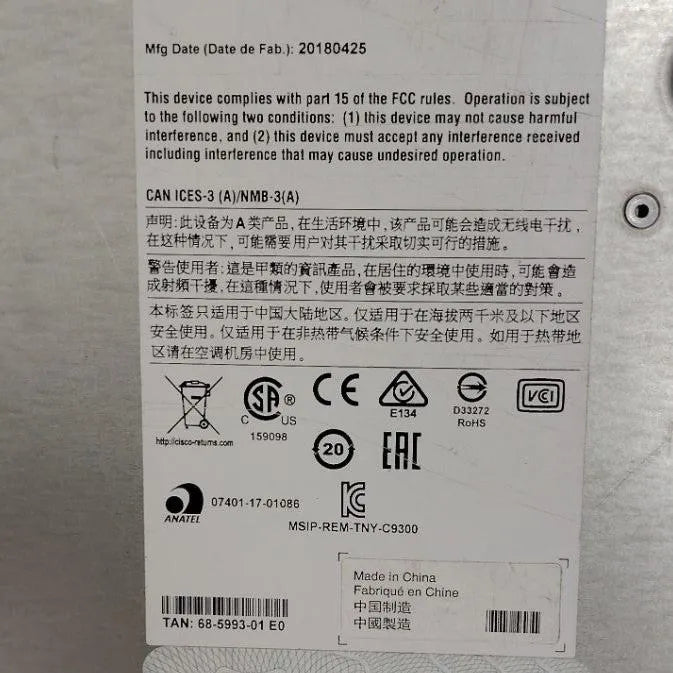 Mfg Date (Date de Fab.): 20180425
This device complies with part 15 of the FCC rules. Operation is subject
to the following two conditions: (1) this device may not cause harmful
interference, and (2) this device must accept any interference received
including interference that may cause undesired operation.
CAN ICES-3 (A)/NMB-3(A)
声明:此设备为A类产品,在生活环境中,该产品可能会造成无线电干扰,
在这种情况下,可能需要用户对其干扰采取切实可行的措施。
警告使用者:這是甲類的資訊產品,在居住的環境中使用時,可能會造
成射頻干擾,在這種情況下,使用者會被要求採取某些適當的對策。
本标签只适用于中国大陆地区。仅适用于在海拔两千米及以下地区
安全使用。仅适用于在非热带气候条件下安全使用。如用于热带地
区请在空调机房中使用。
http://cisco-returns.com
C SA ® US
159098
CE
E134
D33272
RoHS
VCI
20
EAC
ANATEL
07401-17-01086
KC
MSIP-REM-TNY-C9300
TAN: 68-5993-01 E0
Made in China
Fabriqué en Chine
中国制造
中國製造